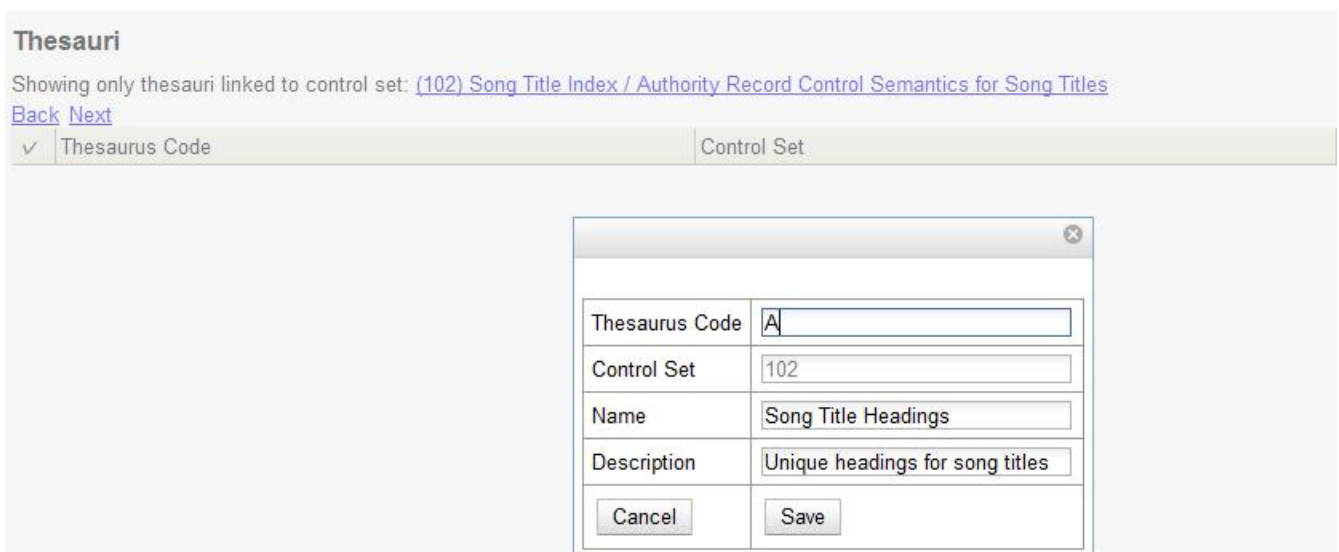 Thesauri
Showing only thesauri linked to control set: (102) Song Title Index / Authority Record Control Semantics for Song Titles
Back Next
✓ Thesaurus Code Control Set
Thesaurus Code A
Control Set 102
Name Song Title Headings
Description Unique headings for song titles
Cancel Save